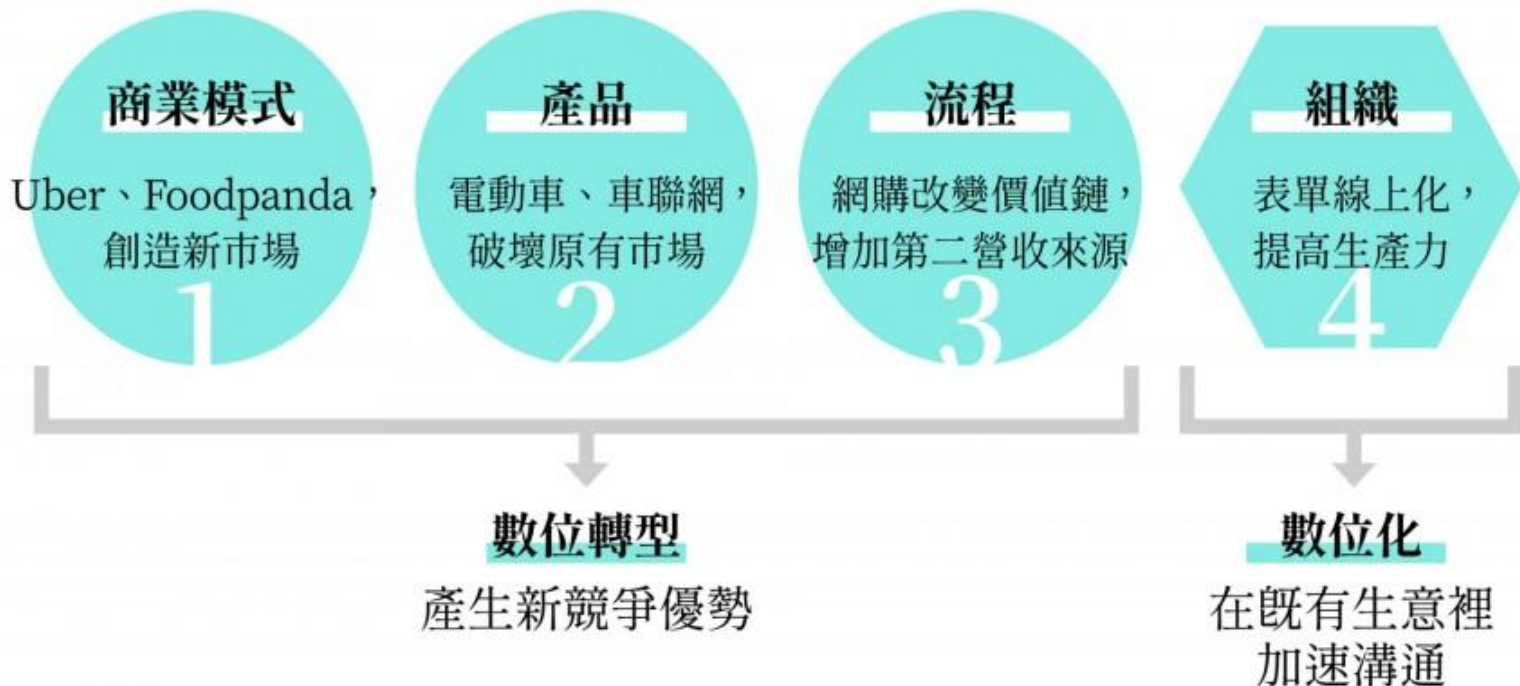 商業模式
Uber、Foodpanda，
創造新市場
1
產品
電動車、車聯網，
破壞原有市場
2
流程
網購改變價值鏈，
增加第二營收來源
3
組織
表單線上化，
提高生產力
4
數位轉型
產生新競爭優勢
數位化
在既有生意裡
加速溝通